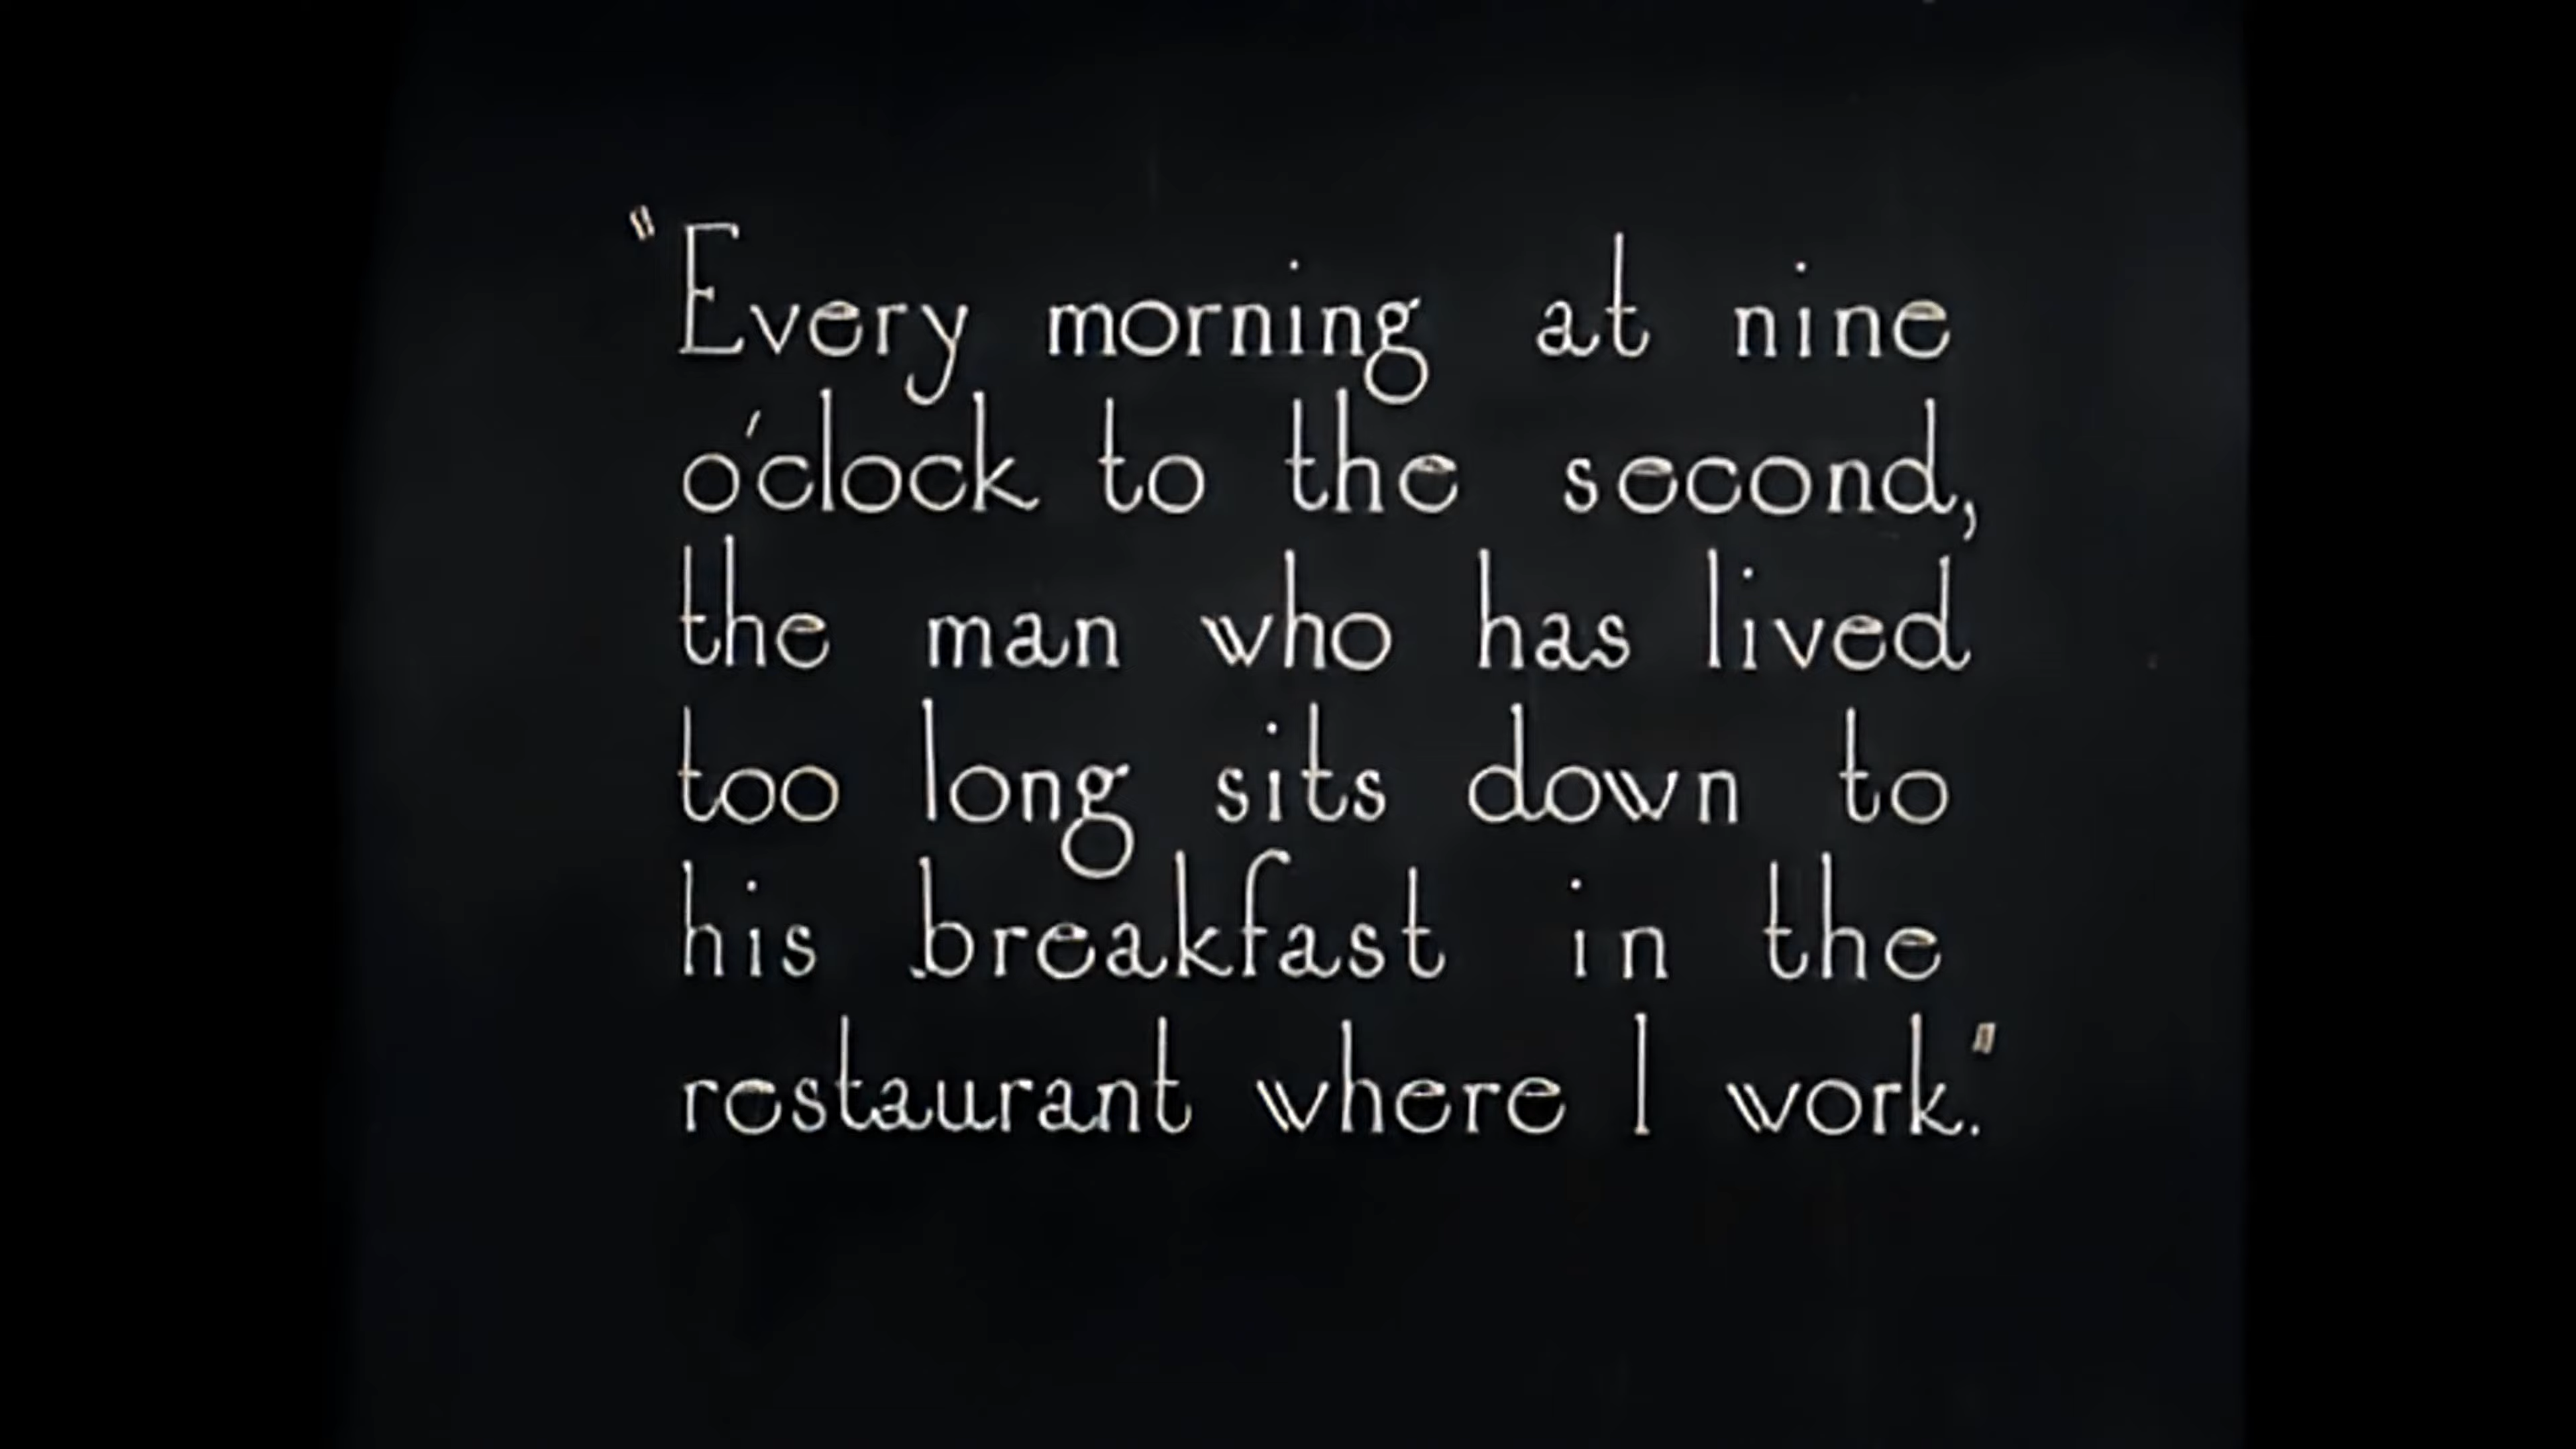 "Every morning at nine
o'clock to the second,
the man who has lived
too long sits down to
his breakfast in the
restaurant where I work."